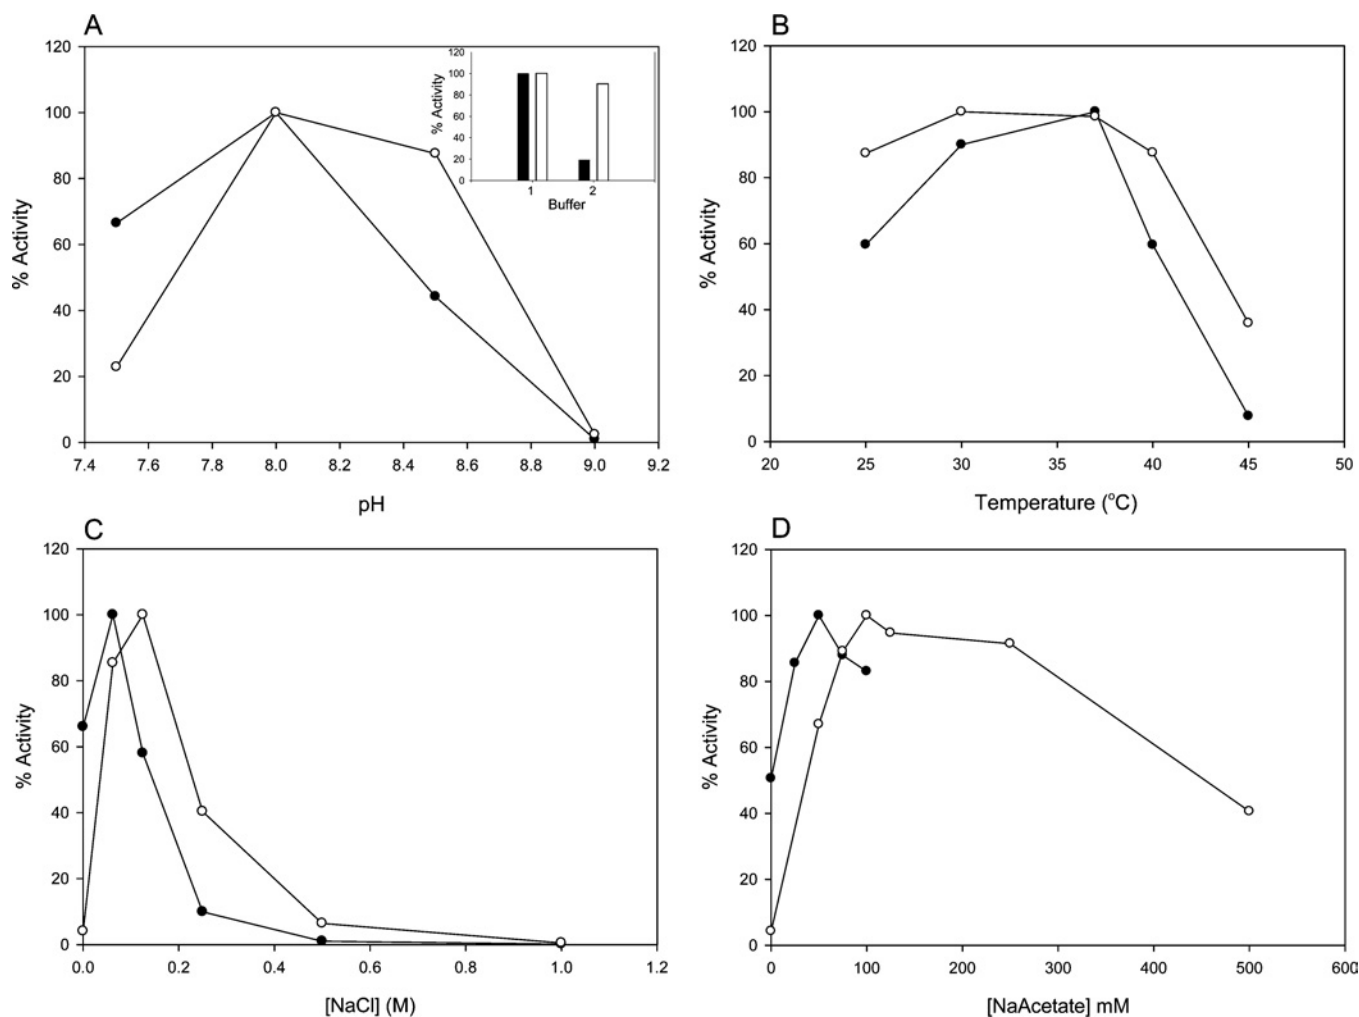 A
120
100
80
60
40
20
0
% Activity
7.4 7.6 7.8 8.0 8.2 8.4 8.6 8.8 9.0 9.2
pH
120
100
80
60
40
20
0
% Activity
1 2
Buffer
B
120
100
80
60
40
20
0
% Activity
20 25 30 35 40 45 50
Temperature (°C)
C
120
100
80
60
40
20
0
% Activity
0.0 0.2 0.4 0.6 0.8 1.0 1.2
[NaCl] (M)
D
120
100
80
60
40
20
0
% Activity
0 100 200 300 400 500 600
[NaAcetate] mM